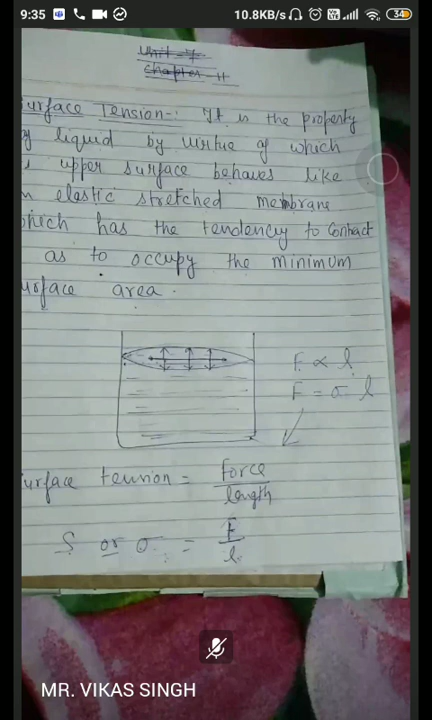 9:35
10.8KB/s
34
Unit - 7
Chapter - 11
urface Tension-: It is the property
liquid by virtue of which
upper surface behaves like
n elastic stretched membrane
which has the tendency to contact
as to occupy the minimum
urface area.
F ∝ l
F = σ l
urface tension = force
length
S or σ = F
l
MR. VIKAS SINGH